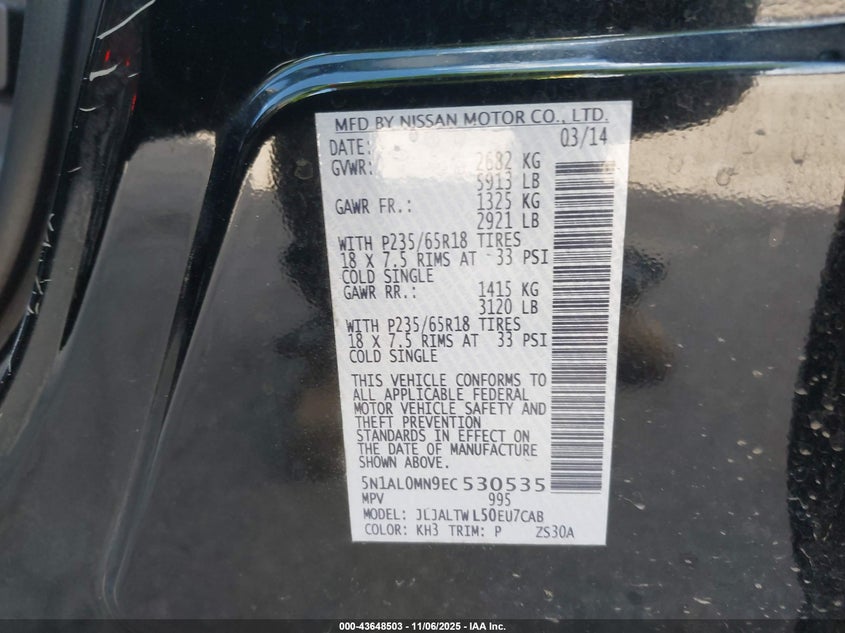 MFD BY NISSAN MOTOR CO., LTD.
DATE: 03/14
GVWR: 2682 KG
5913 LB
GAWR FR.: 1325 KG
2921 LB
WITH P235/65R18 TIRES
18 X 7.5 RIMS AT 33 PSI
COLD SINGLE
GAWR RR.: 1415 KG
3120 LB
WITH P235/65R18 TIRES
18 X 7.5 RIMS AT 33 PSI
COLD SINGLE
THIS VEHICLE CONFORMS TO
ALL APPLICABLE FEDERAL
MOTOR VEHICLE SAFETY AND
THEFT PREVENTION
STANDARDS IN EFFECT ON
THE DATE OF MANUFACTURE
SHOWN ABOVE.
5N1AL0MN9EC530535
MPV 995
MODEL: JLJALTWL50EU7CAB
COLOR: KH3 TRIM: P ZS30A
000-43648503 - 11/06/2025 - IAA Inc.